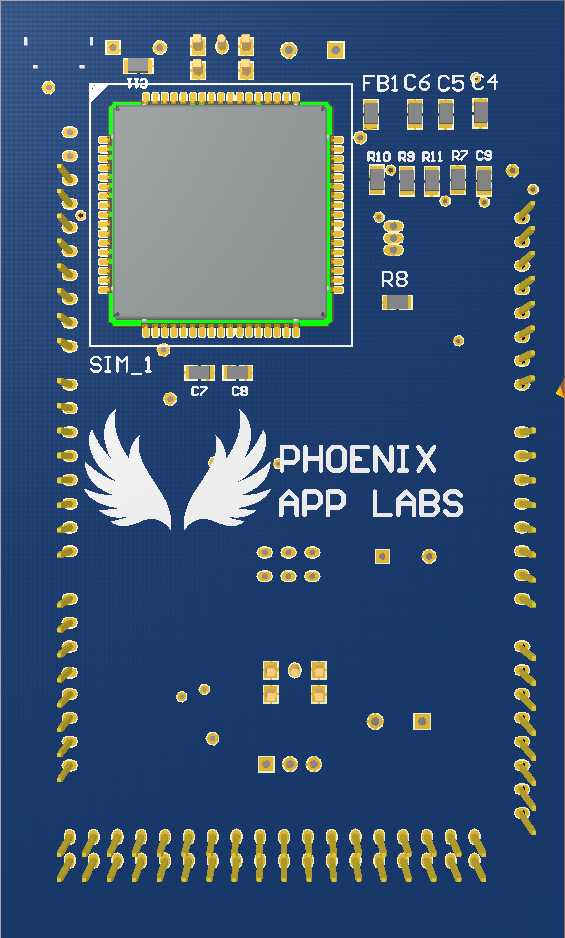 FB1 C6 C5 C4
R10 R9 R11 R7 C9
R8
SIM_1
C7 C8
PHOENIX
APP LABS